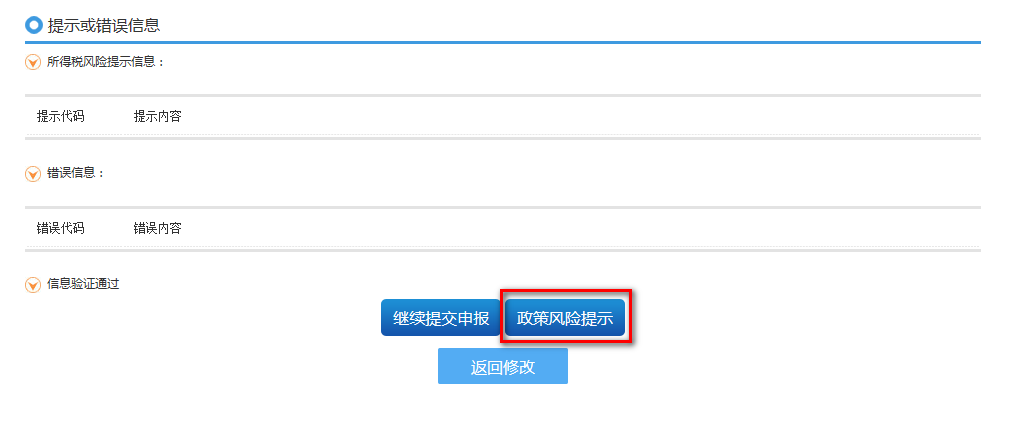 提示或错误信息
所得税风险提示信息：
提示代码 提示内容
错误信息：
错误代码 错误内容
信息验证通过
继续提交申报 政策风险提示
返回修改